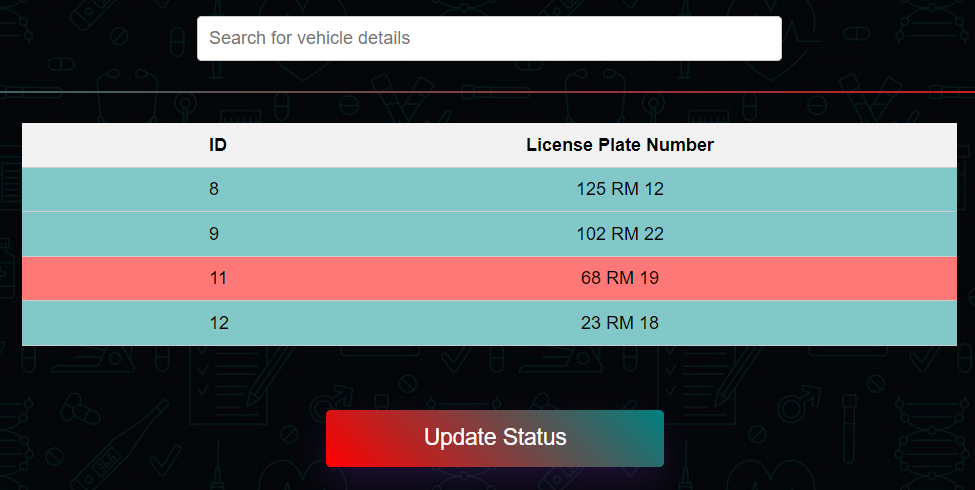 Search for vehicle details
ID License Plate Number
8 125 RM 12
9 102 RM 22
11 68 RM 19
12 23 RM 18
Update Status